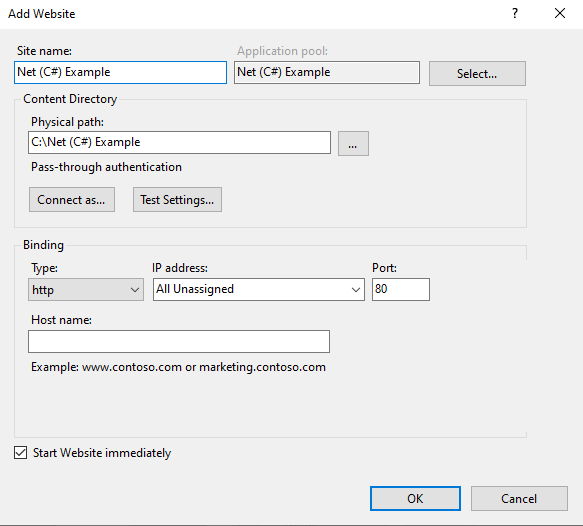 Add Website
?
Site name:
Application pool:
Net (C#) Example
Net (C#) Example
Select...
Content Directory
Physical path:
C:\Net (C#) Example
...
Pass-through authentication
Connect as...
Test Settings...
Binding
Type:
IP address:
Port:
http
All Unassigned
80
Host name:
Example: www.contoso.com or marketing.contoso.com
Start Website immediately
OK
Cancel